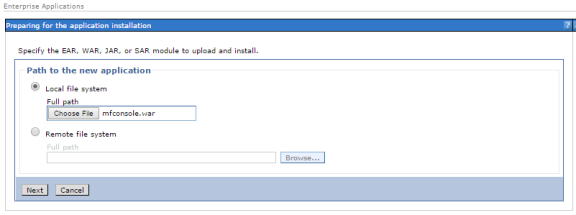 Enterprise Applications
Preparing for the application installation ? ?
Specify the EAR, WAR, JAR, or SAR module to upload and install.
Path to the new application
Local file system
Full path
Choose File mfconsole.war
Remote file system
Full path
Browse...
Next Cancel